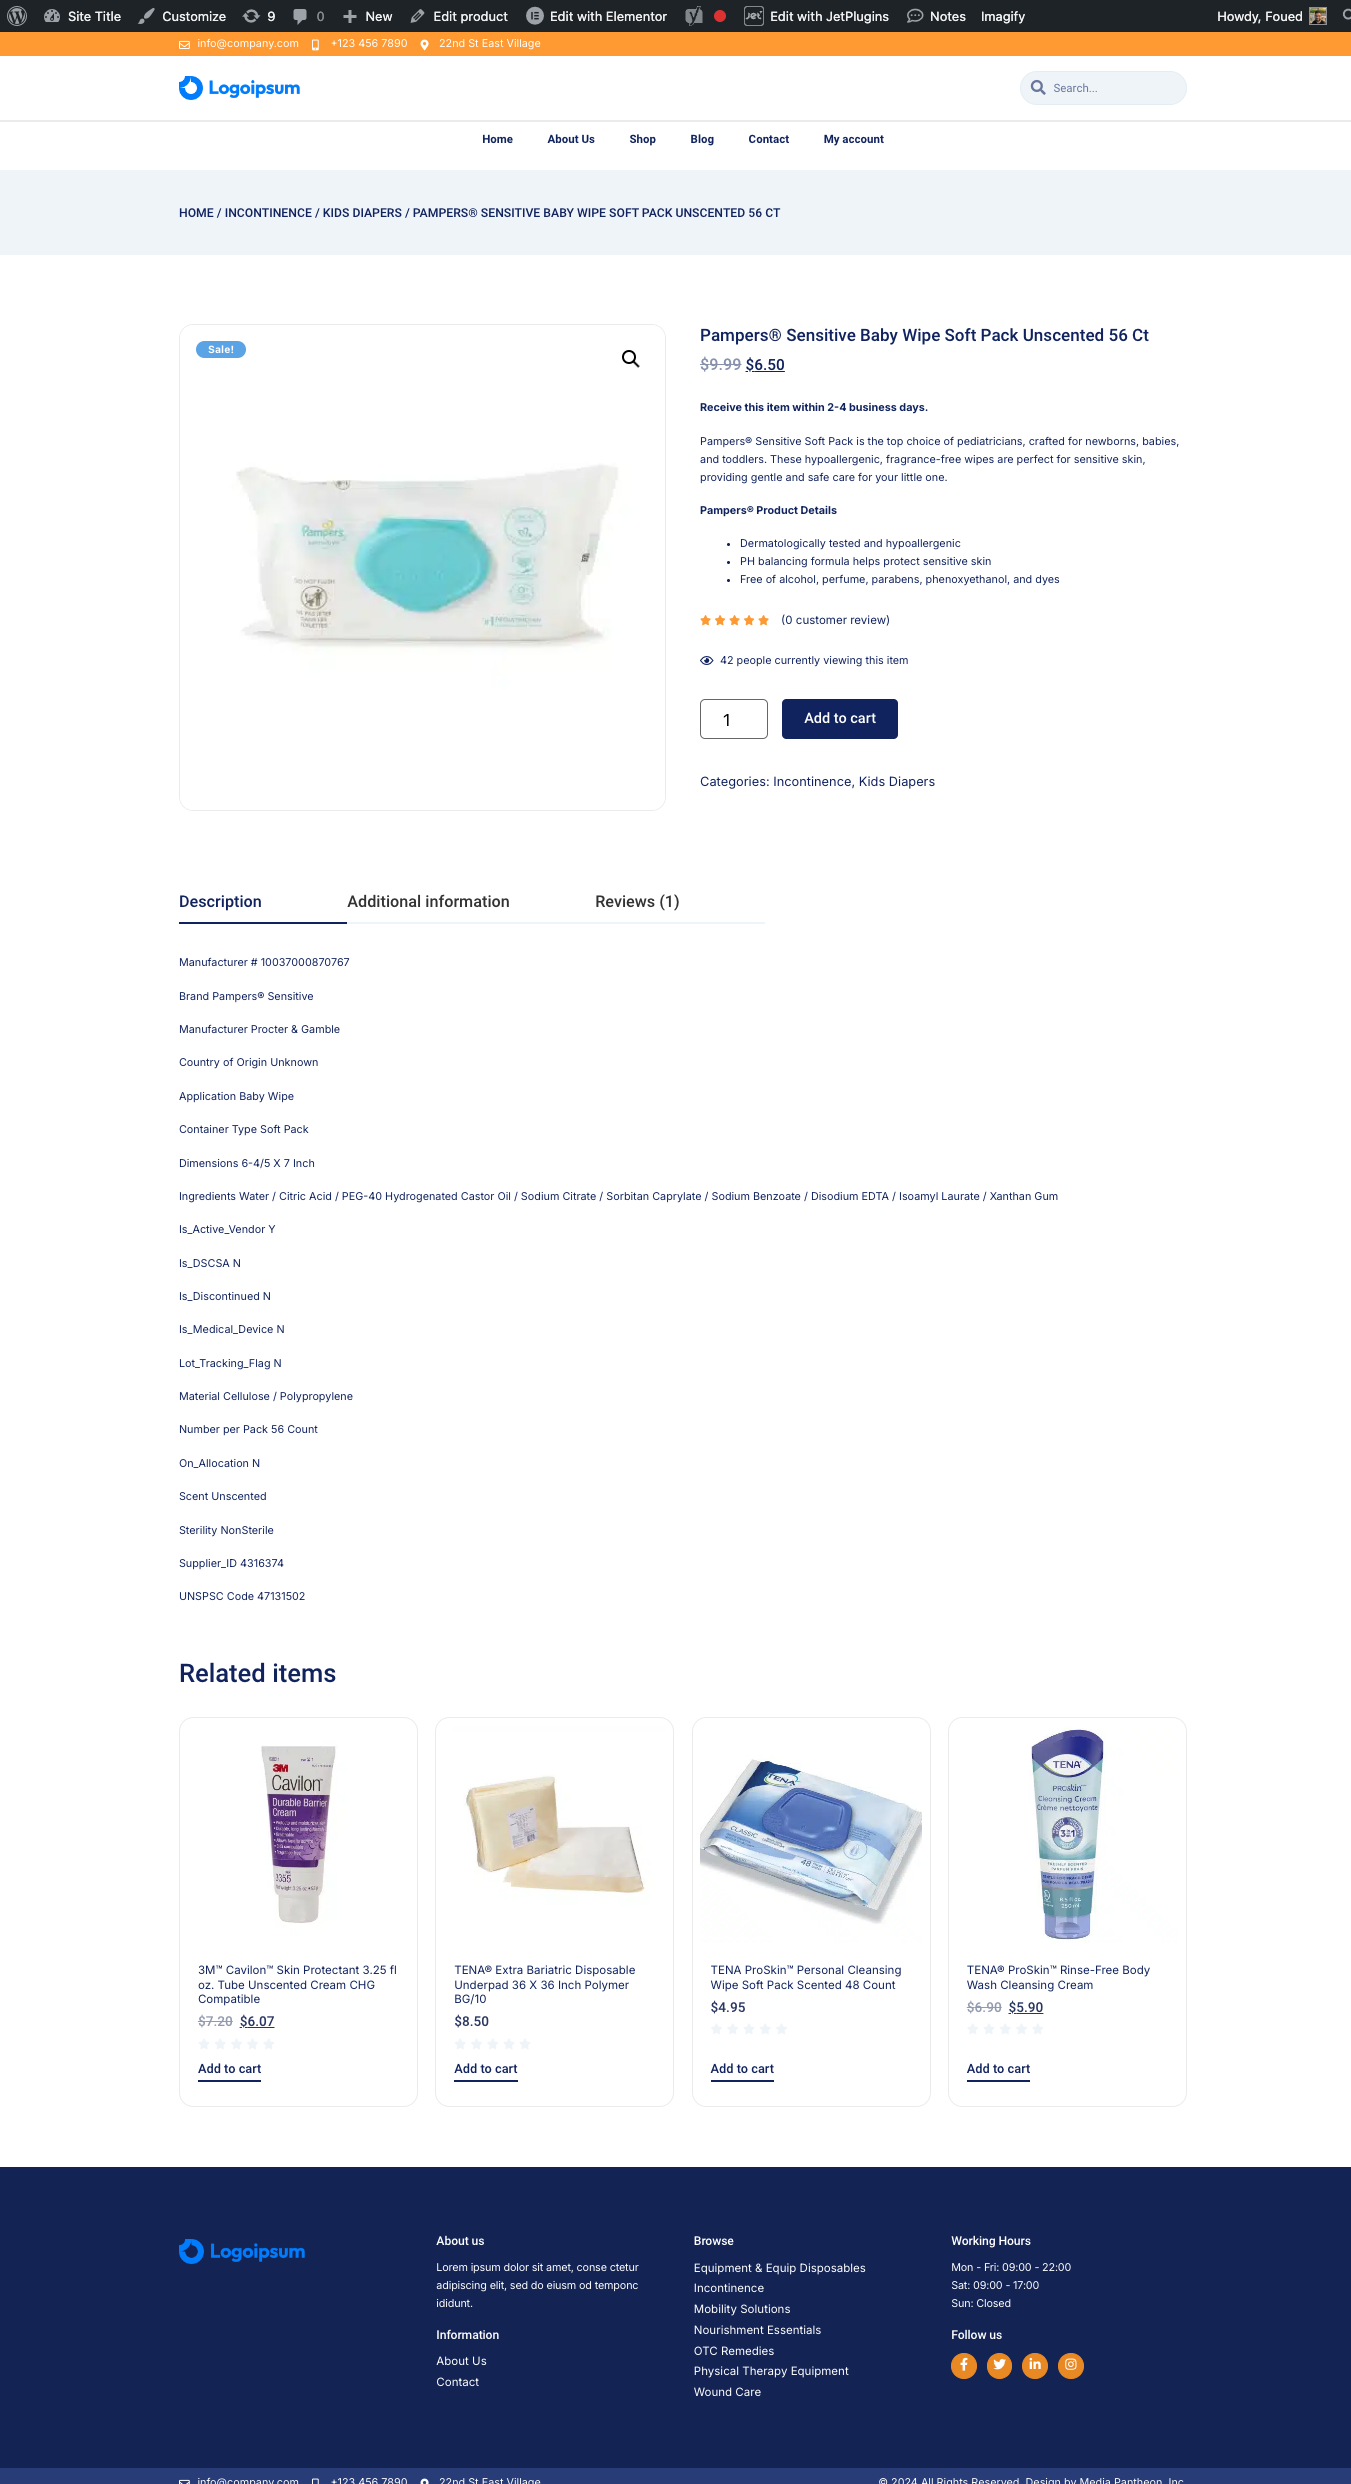 Site Title Customize 9 0 New Edit product Edit with Elementor Edit with JetPlugins Notes Imagify Howdy, Foued
info@company.com +123 456 7890 22nd St East Village
Logoipsum
Search...
Home About Us Shop Blog Contact My account
HOME / INCONTINENCE / KIDS DIAPERS / PAMPERS® SENSITIVE BABY WIPE SOFT PACK UNSCENTED 56 CT
Sale!
Pampers
Pampers® Sensitive Baby Wipe Soft Pack Unscented 56 Ct
$9.99 $6.50
Receive this item within 2-4 business days.
Pampers® Sensitive Soft Pack is the top choice of pediatricians, crafted for newborns, babies,
and toddlers. These hypoallergenic, fragrance-free wipes are perfect for sensitive skin,
providing gentle and safe care for your little one.
Pampers® Product Details
• Dermatologically tested and hypoallergenic
• PH balancing formula helps protect sensitive skin
• Free of alcohol, perfume, parabens, phenoxyethanol, and dyes
(0 customer review)
42 people currently viewing this item
1 Add to cart
Categories: Incontinence, Kids Diapers
Description Additional information Reviews (1)
Manufacturer # 10037000870767
Brand Pampers® Sensitive
Manufacturer Procter & Gamble
Country of Origin Unknown
Application Baby Wipe
Container Type Soft Pack
Dimensions 6-4/5 X 7 Inch
Ingredients Water / Citric Acid / PEG-40 Hydrogenated Castor Oil / Sodium Citrate / Sorbitan Caprylate / Sodium Benzoate / Disodium EDTA / Isoamyl Laurate / Xanthan Gum
Is_Active_Vendor Y
Is_DSCSA N
Is_Discontinued N
Is_Medical_Device N
Lot_Tracking_Flag N
Material Cellulose / Polypropylene
Number per Pack 56 Count
On_Allocation N
Scent Unscented
Sterility NonSterile
Supplier_ID 4316374
UNSPSC Code 47131502
Related items
3M
Cavilon™
Durable Barrier
Cream
3355
3M™ Cavilon™ Skin Protectant 3.25 fl
oz. Tube Unscented Cream CHG
Compatible
$7.20 $6.07
Add to cart
TENA® Extra Bariatric Disposable
Underpad 36 X 36 Inch Polymer
BG/10
$8.50
Add to cart
TENA
CLASSIC
48
TENA ProSkin™ Personal Cleansing
Wipe Soft Pack Scented 48 Count
$4.95
Add to cart
TENA
PROskin™
Cleansing Cream
Crème nettoyante
3in1
TENA® ProSkin™ Rinse-Free Body
Wash Cleansing Cream
$6.90 $5.90
Add to cart
Logoipsum
About us
Lorem ipsum dolor sit amet, conse ctetur
adipiscing elit, sed do eiusm od temponc
ididunt.
Information
About Us
Contact
Browse
Equipment & Equip Disposables
Incontinence
Mobility Solutions
Nourishment Essentials
OTC Remedies
Physical Therapy Equipment
Wound Care
Working Hours
Mon - Fri: 09:00 - 22:00
Sat: 09:00 - 17:00
Sun: Closed
Follow us
info@company.com +123 456 7890 22nd St East Village
© 2024 All Rights Reserved. Design by Media Pantheon, Inc.